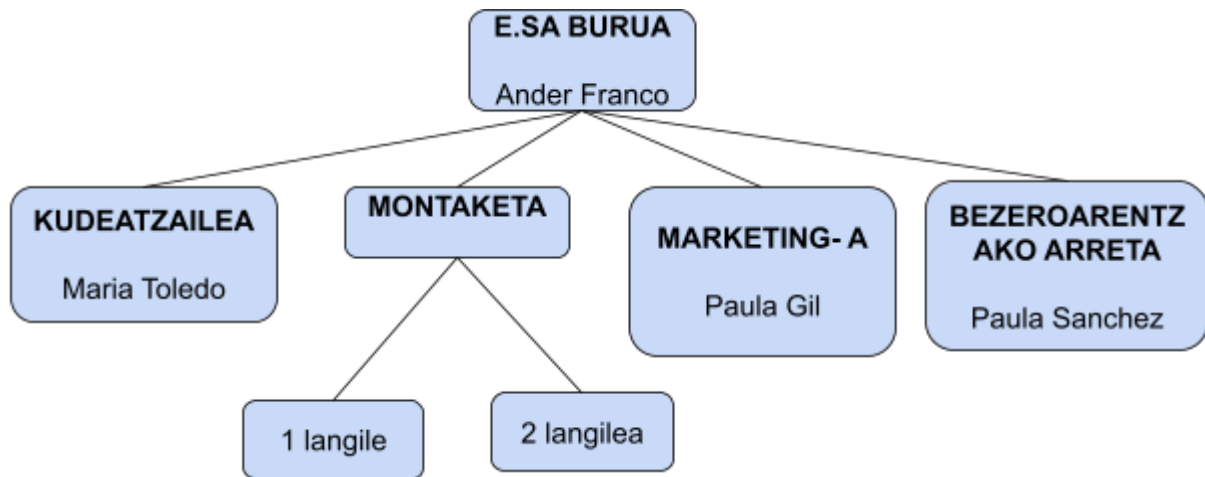 E.SA BURUA
Ander Franco
KUDEATZAILEA
Maria Toledo
MONTAKETA
MARKETING- A
Paula Gil
BEZEROARENTZ
AKO ARRETA
Paula Sanchez
1 langile
2 langilea